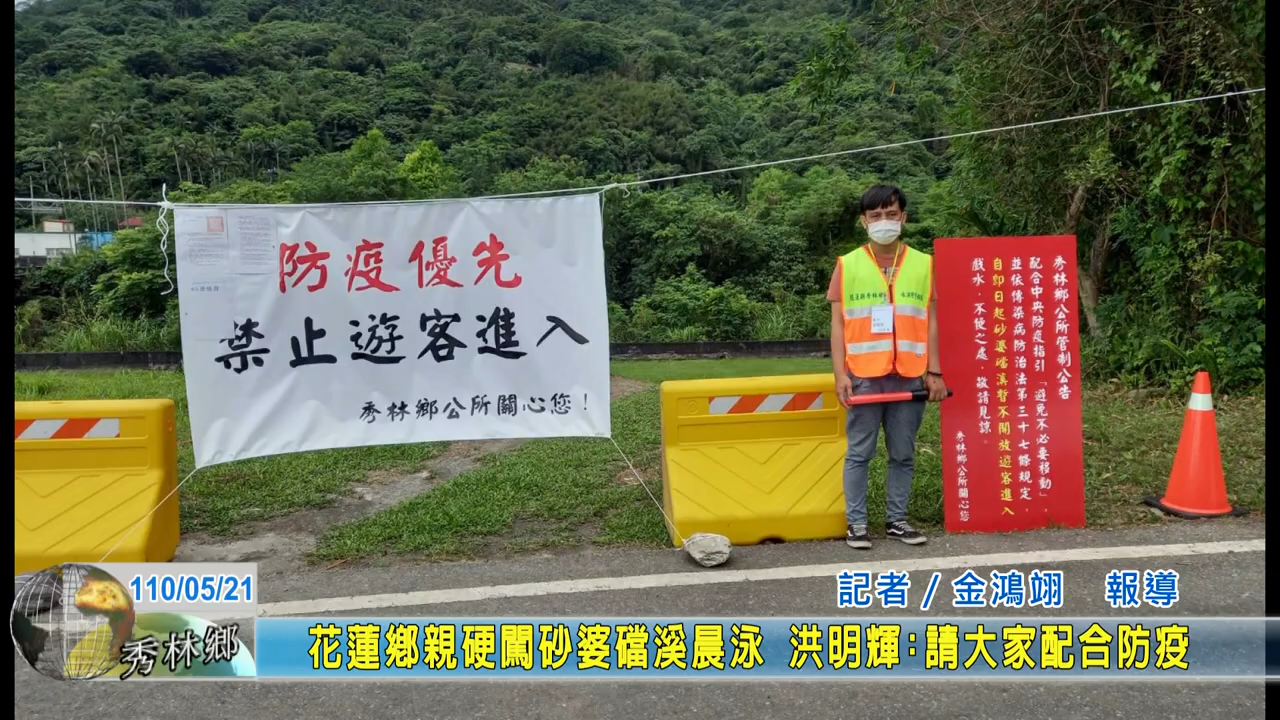 防疫優先
禁止遊客進入
秀林鄉公所關心您！
秀林鄉公所管制公告
配合中央防疫指引「避免不必要移動」，
並依傳染病防治法第三十七條規定，
自即日起砂婆噹溪暫不開放遊客進入
戲水，不便之處，敬請見諒。
秀林鄉公所關心您
110/05/21
秀林鄉
記者/金鴻翊 報導
花蓮鄉親硬闖砂婆礑溪晨泳 洪明輝:請大家配合防疫